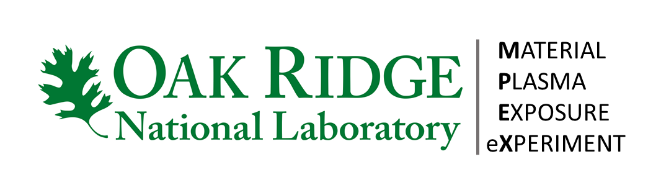 OAK RIDGE
National Laboratory
MATERIAL
PLASMA
EXPOSURE
eXPERIMENT